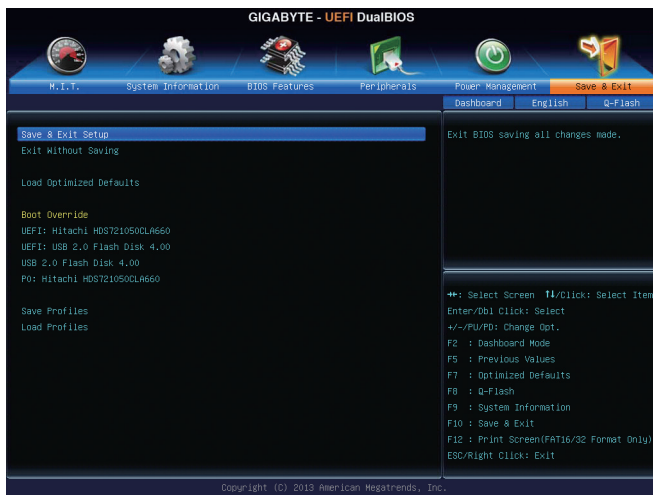 GIGABYTE - UEFI DualBIOS
M.I.T. System Information BIOS Features Peripherals Power Management Save & Exit
Dashboard English Q-Flash
Save & Exit Setup
Exit Without Saving
Load Optimized Defaults
Boot Override
UEFI: Hitachi HDS721050CLA660
UEFI: USB 2.0 Flash Disk 4.00
USB 2.0 Flash Disk 4.00
P0: Hitachi HDS721050CLA660
Save Profiles
Load Profiles
Exit BIOS saving all changes made.
→←: Select Screen ↑↓/Click: Select Item
Enter/Dbl Click: Select
+/-/PU/PD: Change Opt.
F2 : Dashboard Mode
F5 : Previous Values
F7 : Optimized Defaults
F8 : Q-Flash
F9 : System Information
F10 : Save & Exit
F12 : Print Screen(FAT16/32 Format Only)
ESC/Right Click: Exit
Copyright (C) 2013 American Megatrends, Inc.